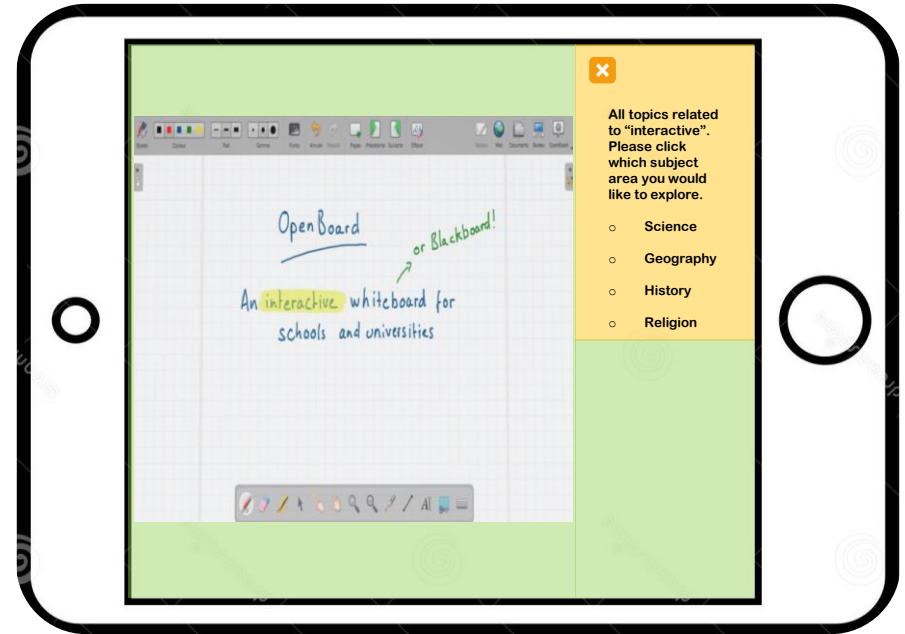 All topics related
to “interactive”.
Please click
which subject
area you would
like to explore.
o Science
o Geography
o History
o Religion
OpenBoard
or Blackboard!
An interactive whiteboard for
schools and universities